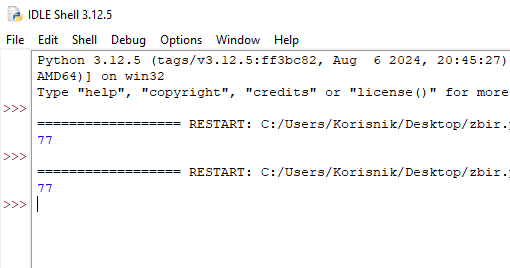 IDLE Shell 3.12.5
File Edit Shell Debug Options Window Help
Python 3.12.5 (tags/v3.12.5:ff3bc82, Aug  6 2024, 20:45:27)
AMD64)] on win32
Type "help", "copyright", "credits" or "license()" for more
>>>
================== RESTART: C:/Users/Korisnik/Desktop/zbir.
77
>>>
================== RESTART: C:/Users/Korisnik/Desktop/zbir.
77
>>>